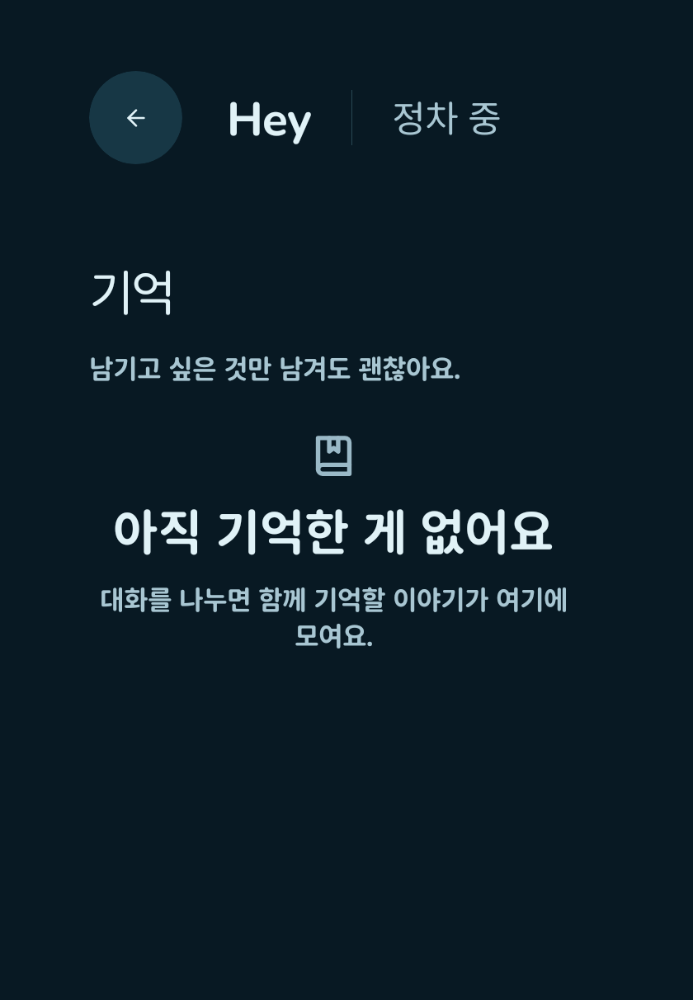 Hey 정차 중
기억
남기고 싶은 것만 남겨도 괜찮아요.
아직 기억한 게 없어요
대화를 나누면 함께 기억할 이야기가 여기에
모여요.